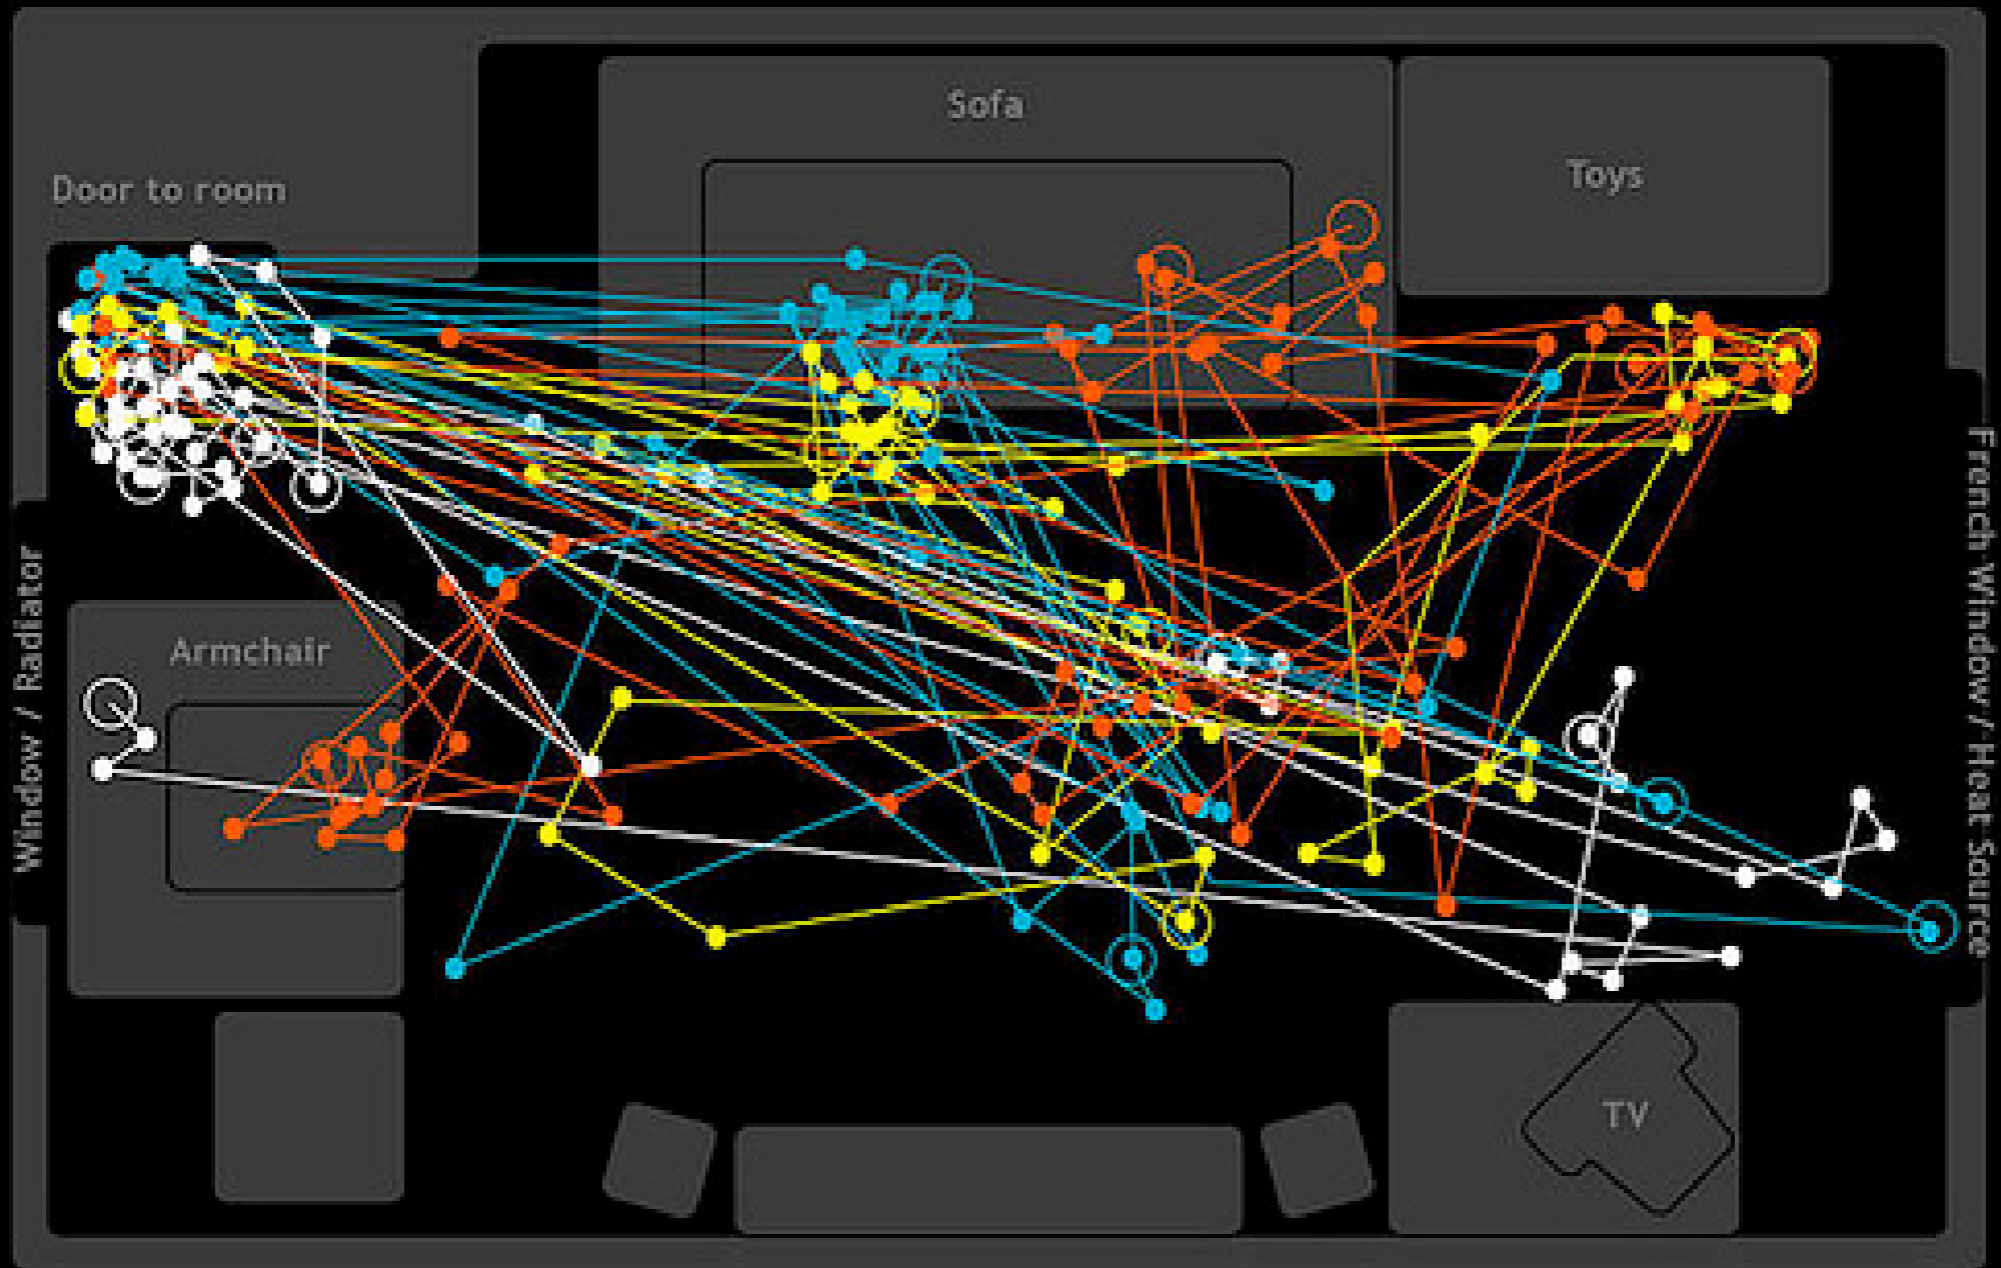 Sofa
Toys
Door to room
Armchair
Window / Radiator
French Window / Heat Source
TV